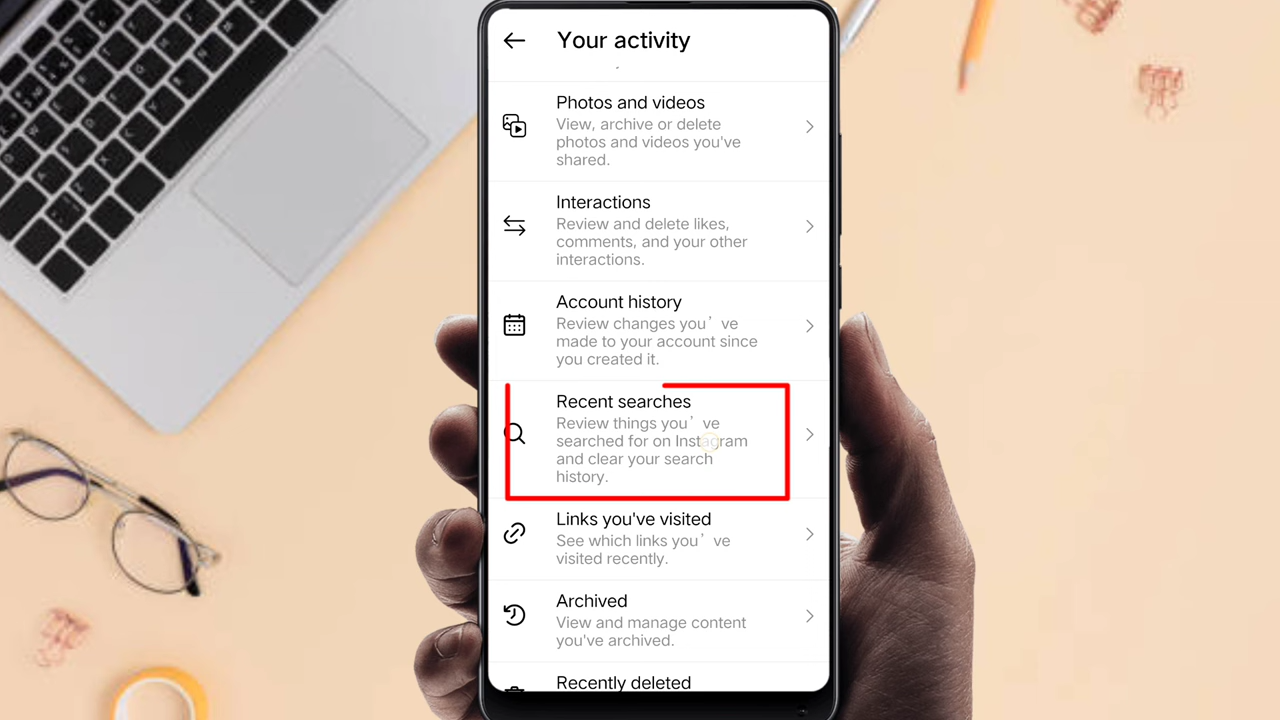 Your activity
Photos and videos
View, archive or delete
photos and videos you've
shared.
Interactions
Review and delete likes,
comments, and your other
interactions.
Account history
Review changes you’ ve
made to your account since
you created it.
Recent searches
Review things you’ ve
searched for on Instagram
and clear your search
history.
Links you've visited
See which links you’ ve
visited recently.
Archived
View and manage content
you've archived.
Recently deleted